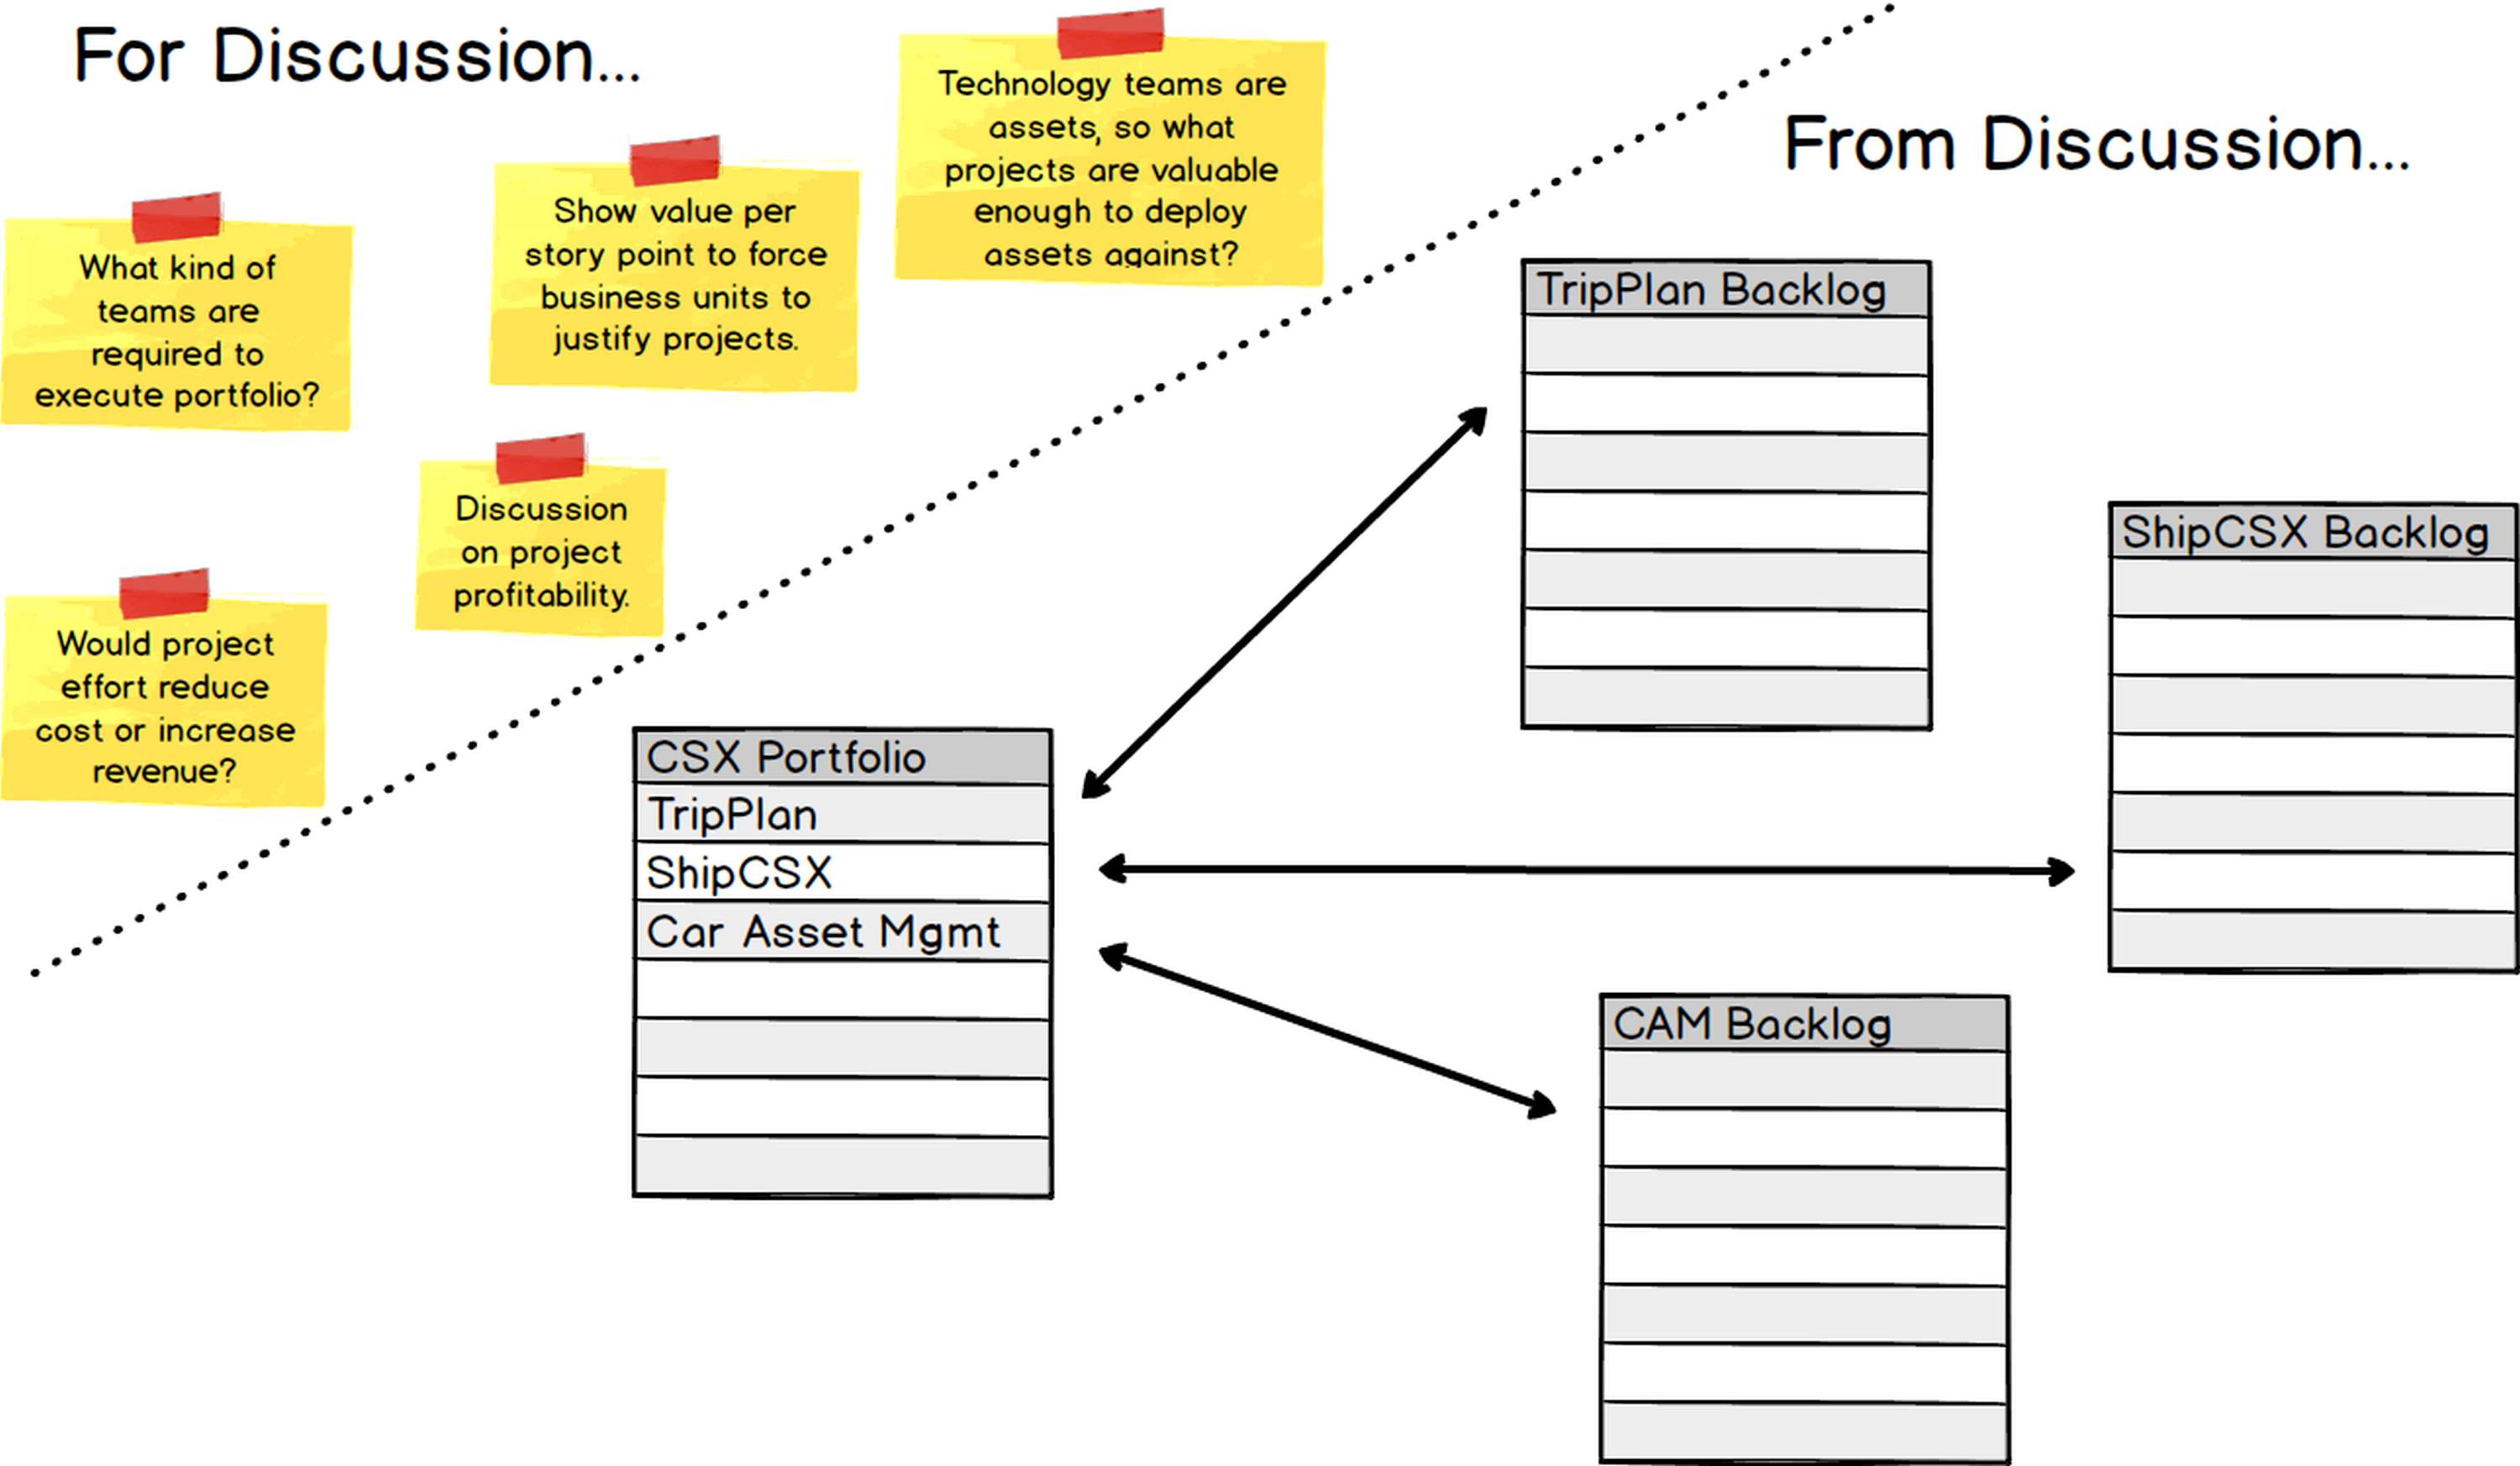 For Discussion...
Technology teams are
assets, so what
projects are valuable
enough to deploy
assets against?
From Discussion...
Show value per
story point to force
business units to
justify projects.
What kind of
teams are
required to
execute portfolio?
Discussion
on project
profitability.
Would project
effort reduce
cost or increase
revenue?
TripPlan Backlog
ShipCSX Backlog
CSX Portfolio
TripPlan
ShipCSX
Car Asset Mgmt
CAM Backlog